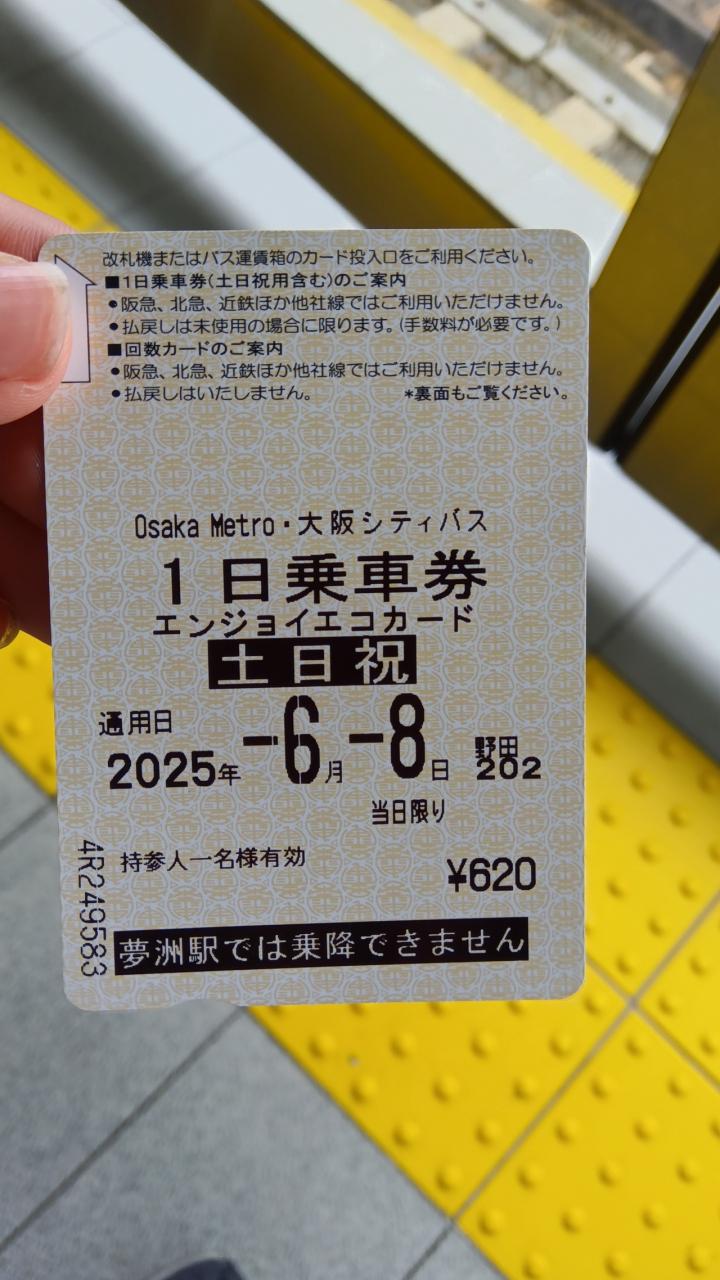 改札機またはバス運賃箱のカード投入口をご利用ください。
■1日乗車券(土日祝用含む)のご案内
●阪急、北急、近鉄ほか他社線ではご利用いただけません。
●払戻しは未使用の場合に限ります。(手数料が必要です。)
■回数カードのご案内
●阪急、北急、近鉄ほか他社線ではご利用いただけません。
●払戻しはいたしません。 *裏面もご覧ください。
Osaka Metro・大阪シティバス
1日乗車券
エンジョイエコカード
土日祝
通用日
2025年 -6月 -8日 野田
202
当日限り
持参人一名様有効
¥620
夢洲駅では乗降できません
4R249583